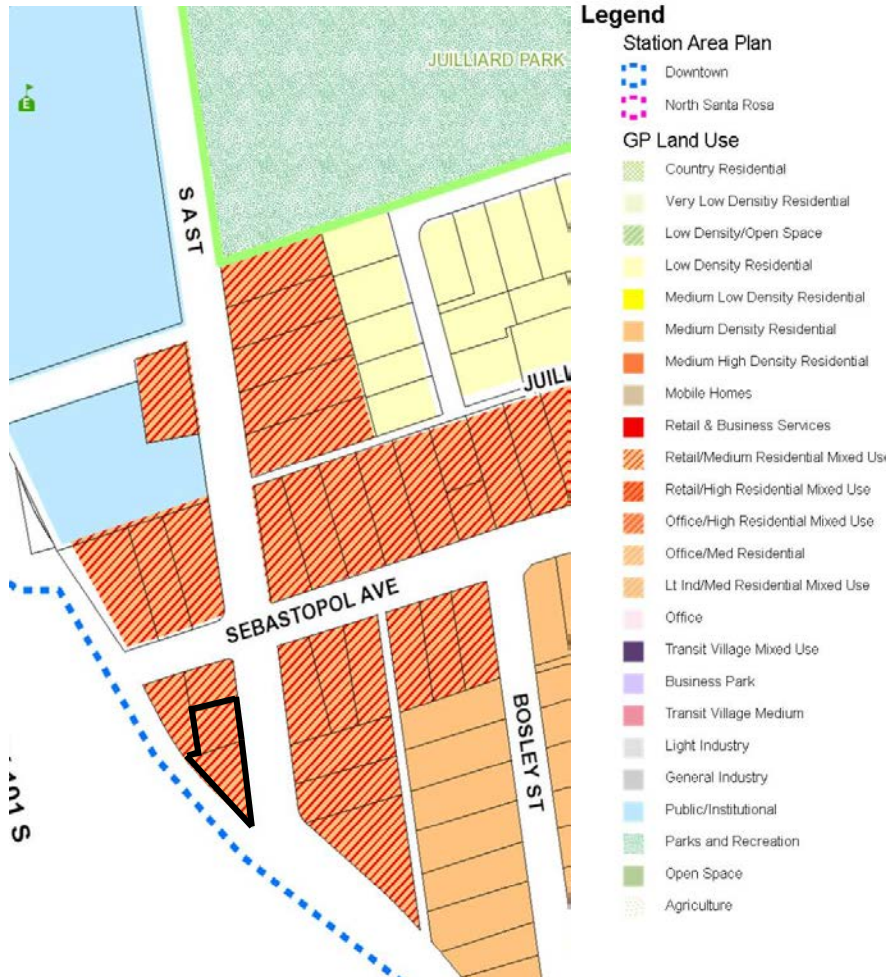 JUILLIARD PARK
E
S A ST
JUILL
SEBASTOPOL AVE
BOSLEY ST
101 S
Legend
Station Area Plan
Downtown
North Santa Rosa
GP Land Use
Country Residential
Very Low Densitiy Residential
Low Density/Open Space
Low Density Residential
Medium Low Density Residential
Medium Density Residential
Medium High Density Residential
Mobile Homes
Retail & Business Services
Retail/Medium Residential Mixed Use
Retail/High Residential Mixed Use
Office/High Residential Mixed Use
Office/Med Residential
Lt Ind/Med Residential Mixed Use
Office
Transit Village Mixed Use
Business Park
Transit Village Medium
Light Industry
General Industry
Public/Institutional
Parks and Recreation
Open Space
Agriculture